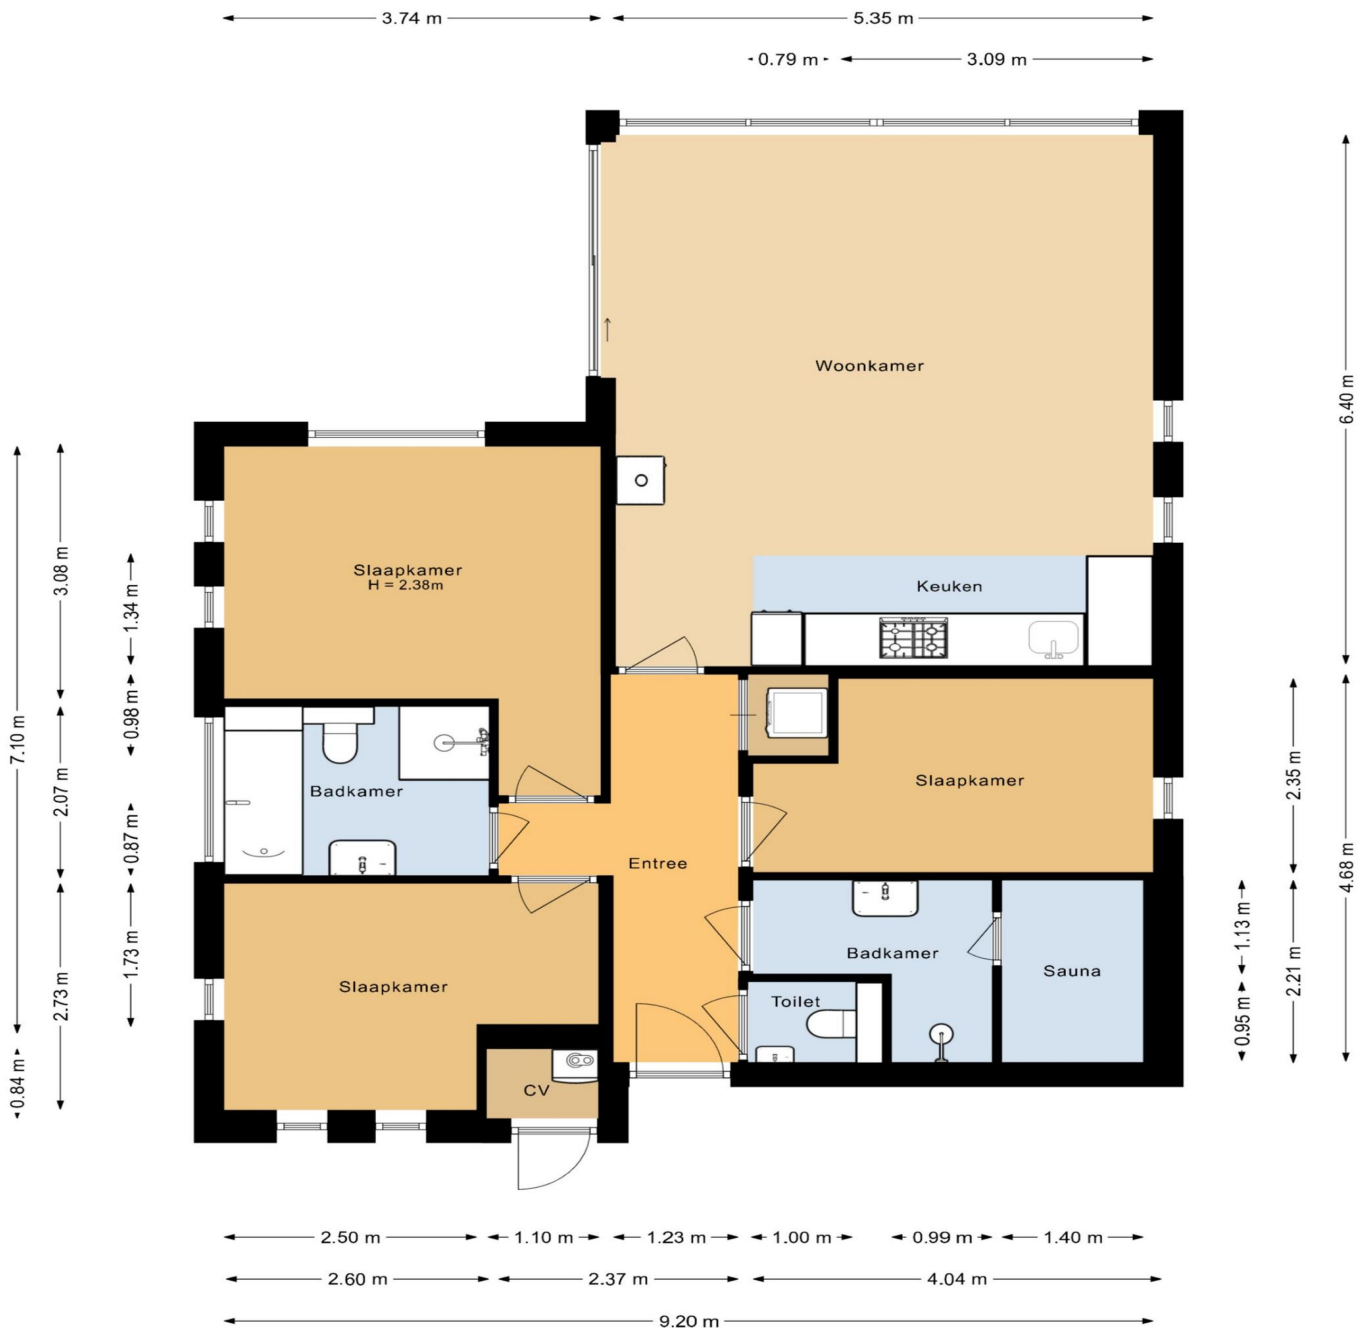 3.74 m
5.35 m
0.79 m
3.09 m
Woonkamer
6.40 m
Slaapkamer
H = 2.38m
Keuken
3.08 m
1.34 m
7.10 m
0.98 m
2.07 m
Badkamer
0.87 m
Slaapkamer
2.35 m
Entree
4.68 m
1.73 m
2.73 m
Badkamer
Sauna
1.13 m
2.21 m
Slaapkamer
Toilet
0.95 m
0.84 m
CV
2.50 m
1.10 m
1.23 m
1.00 m
0.99 m
1.40 m
2.60 m
2.37 m
4.04 m
9.20 m